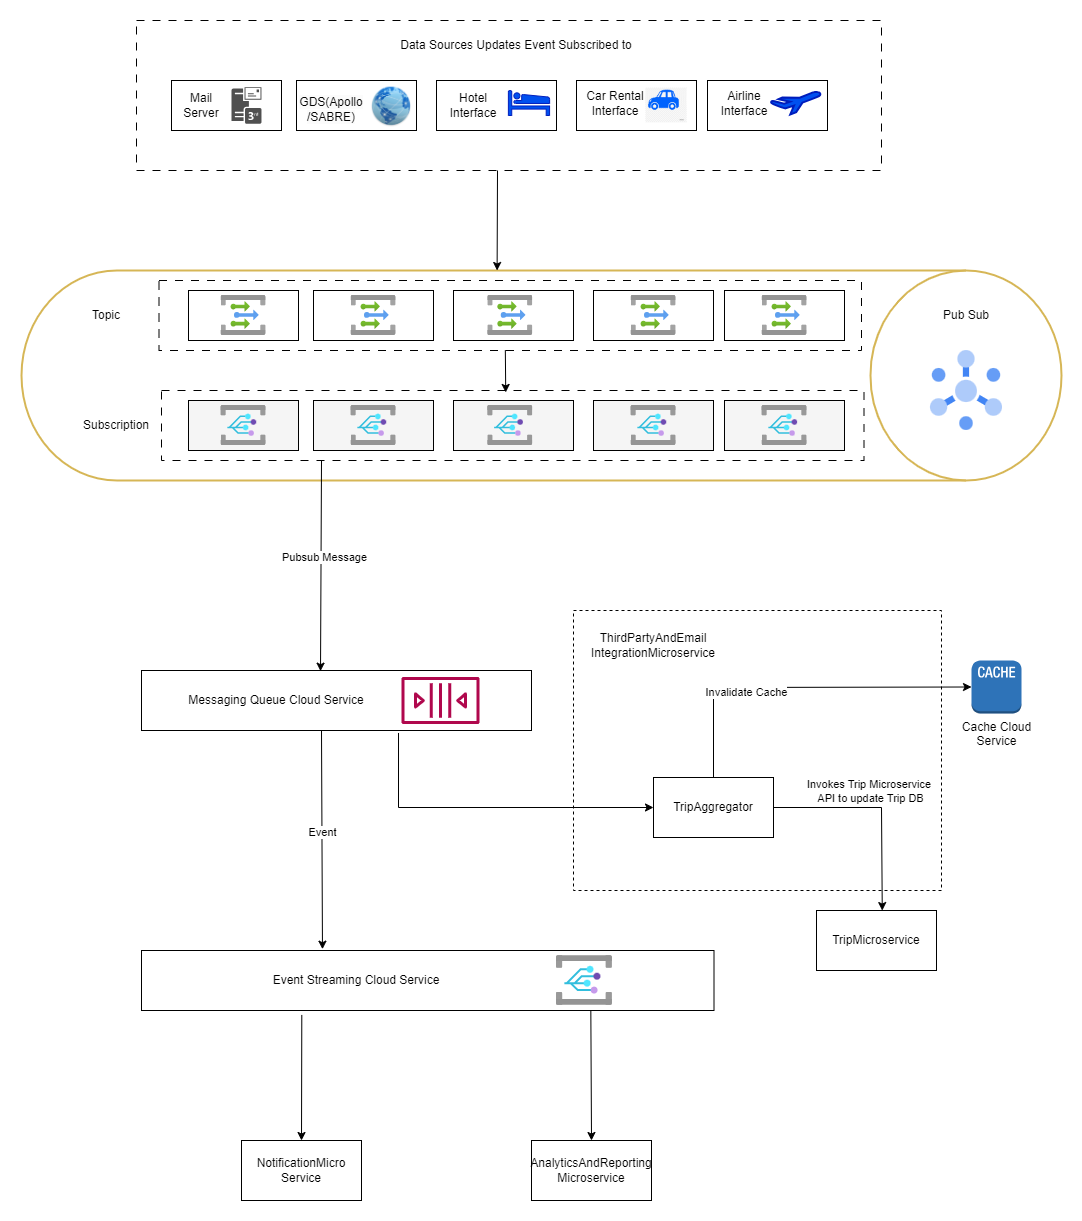 Data Sources Updates Event Subscribed to
Mail
Server
3rd
GDS(Apollo
/SABRE)
Hotel
Interface
Car Rental
Interface
Airline
Interface
Topic
Pub Sub
Subscription
Pubsub Message
ThirdPartyAndEmail
IntegrationMicroservice
Messaging Queue Cloud Service
Invalidate Cache
CACHE
Cache Cloud
Service
Invokes Trip Microservice
API to update Trip DB
TripAggregator
Event
TripMicroservice
Event Streaming Cloud Service
NotificationMicro
Service
AnalyticsAndReporting
Microservice